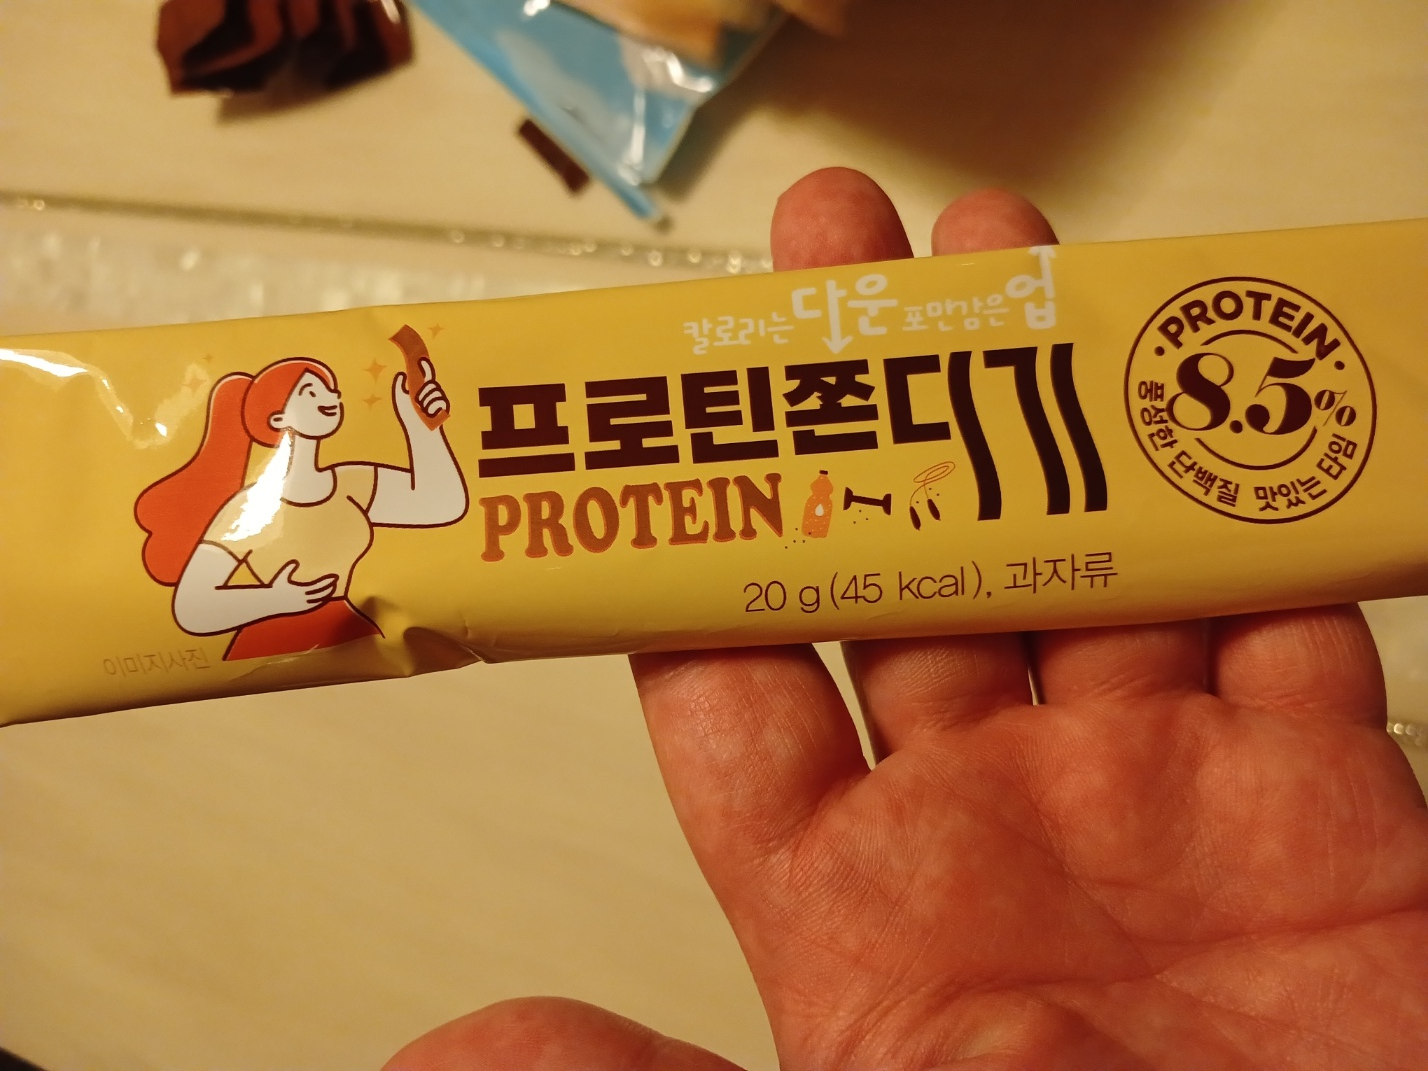 칼로리는 다운 포만감은 업
프로틴쫀디기
PROTEIN
20 g(45 kcal), 과자류
·PROTEIN·
8.5%
풍성한 단백질 맛있는 타임
이미지사진